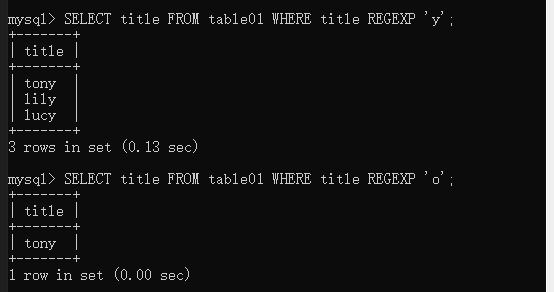 mysql> SELECT title FROM table01 WHERE title REGEXP 'y';
+-------+
| title |
+-------+
| tony  |
| lily  |
| lucy  |
+-------+
3 rows in set (0.13 sec)

mysql> SELECT title FROM table01 WHERE title REGEXP 'o';
+-------+
| title |
+-------+
| tony  |
+-------+
1 row in set (0.00 sec)